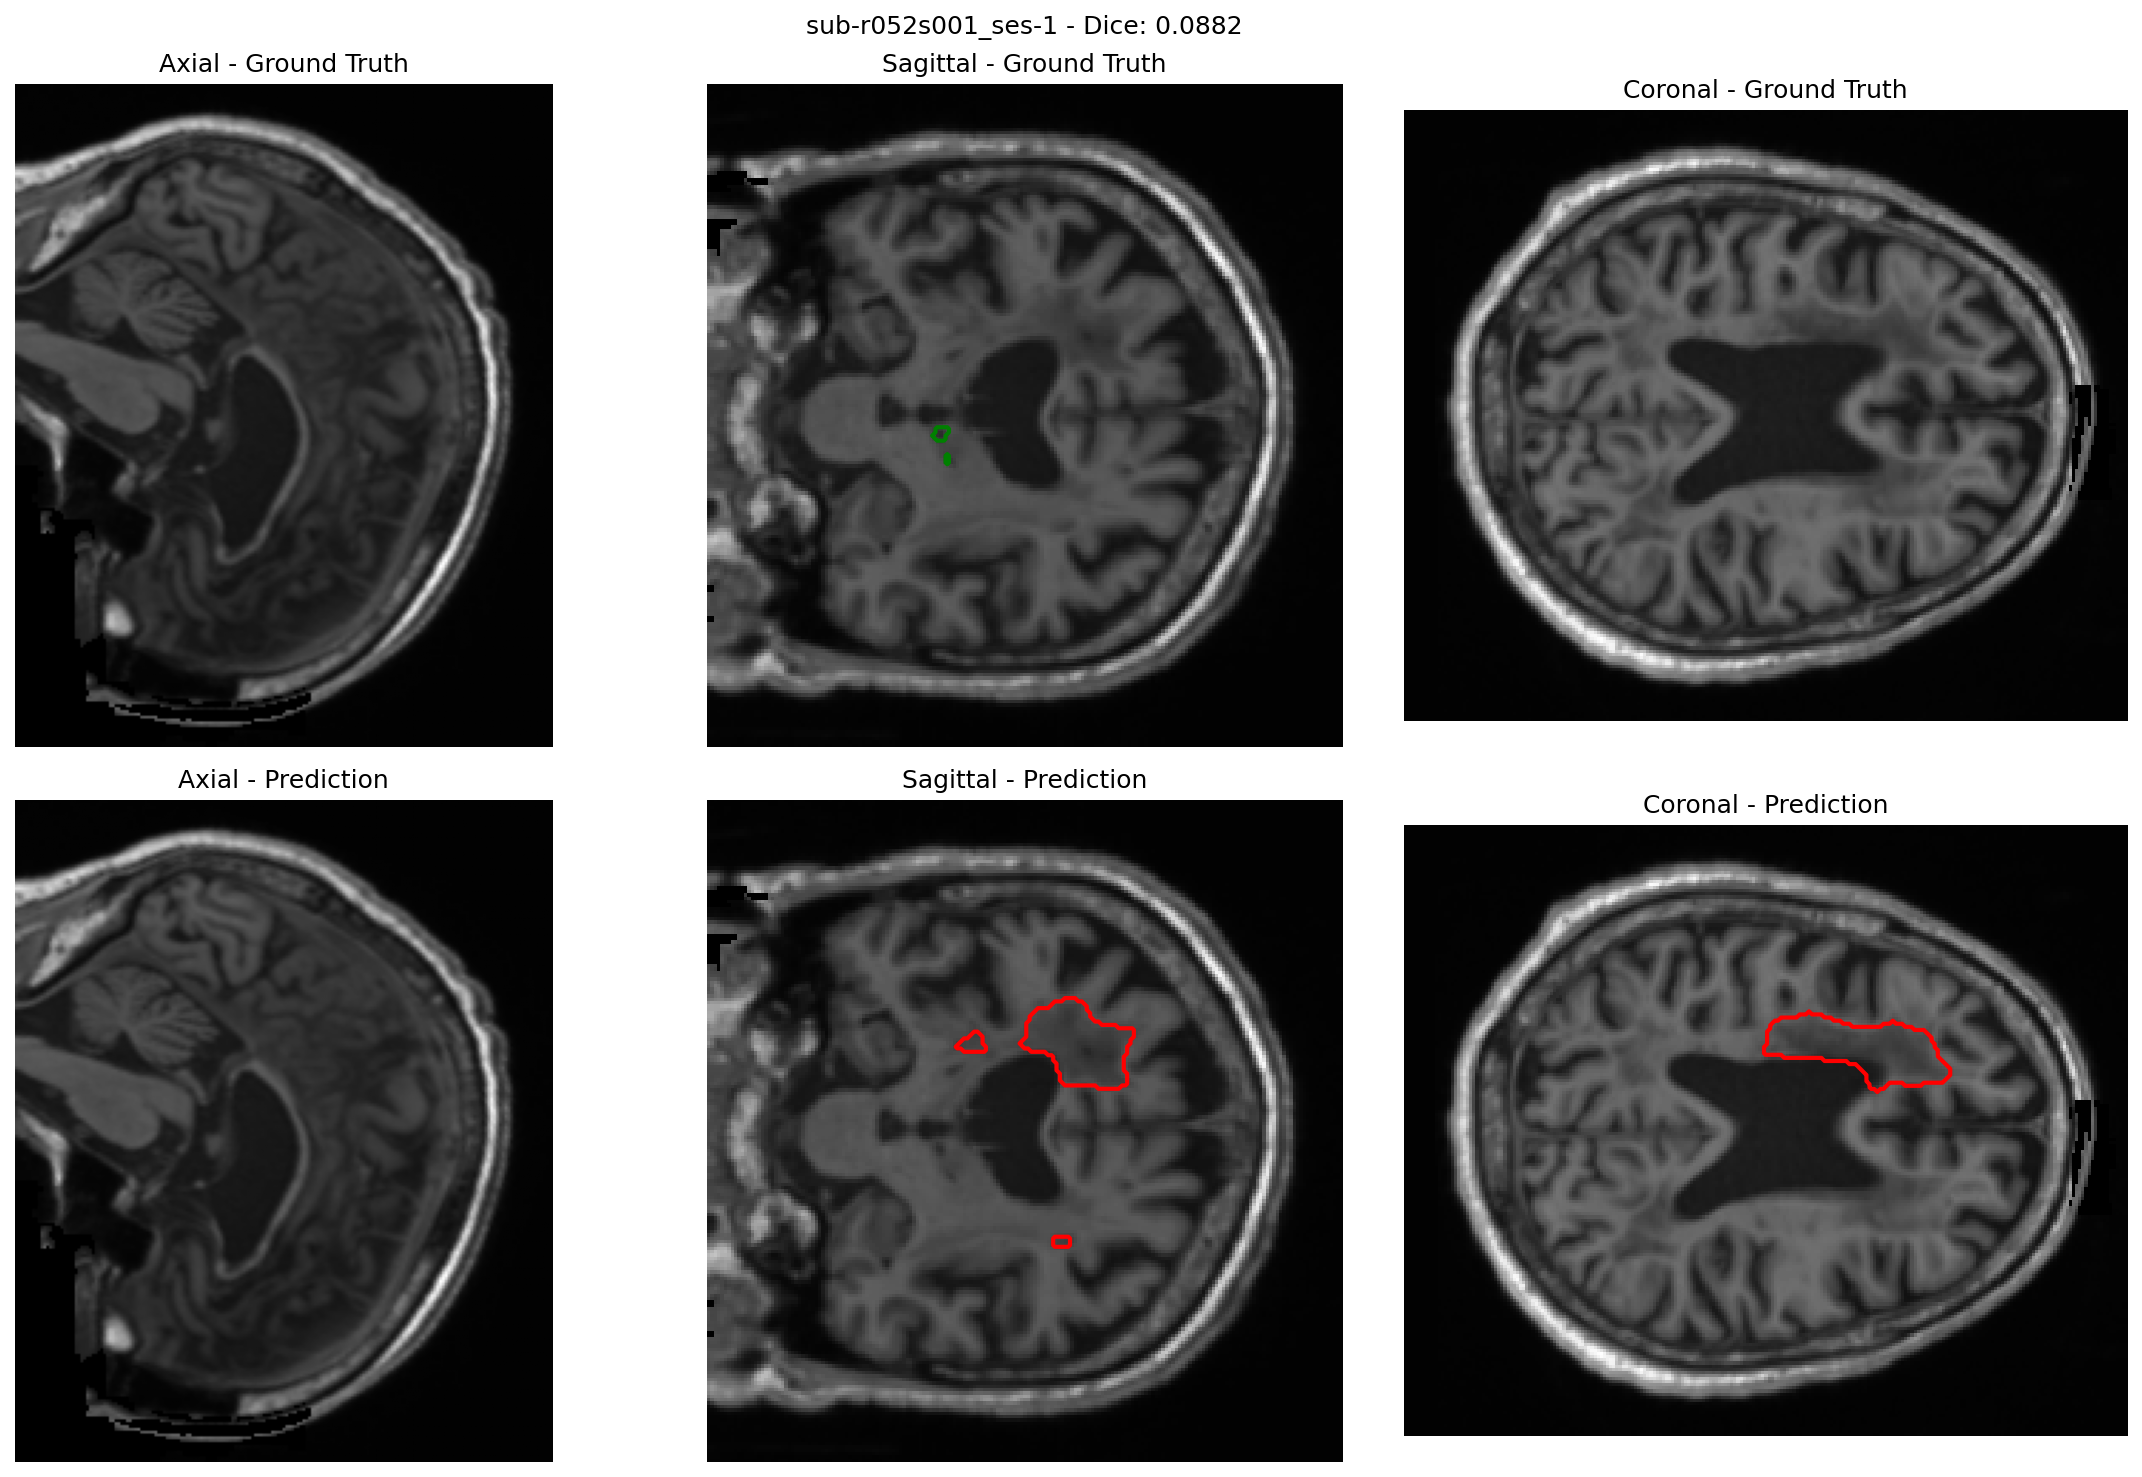 sub-r052s001_ses-1 - Dice: 0.0882
Axial - Ground Truth
Sagittal - Ground Truth
Coronal - Ground Truth
Axial - Prediction
Sagittal - Prediction
Coronal - Prediction